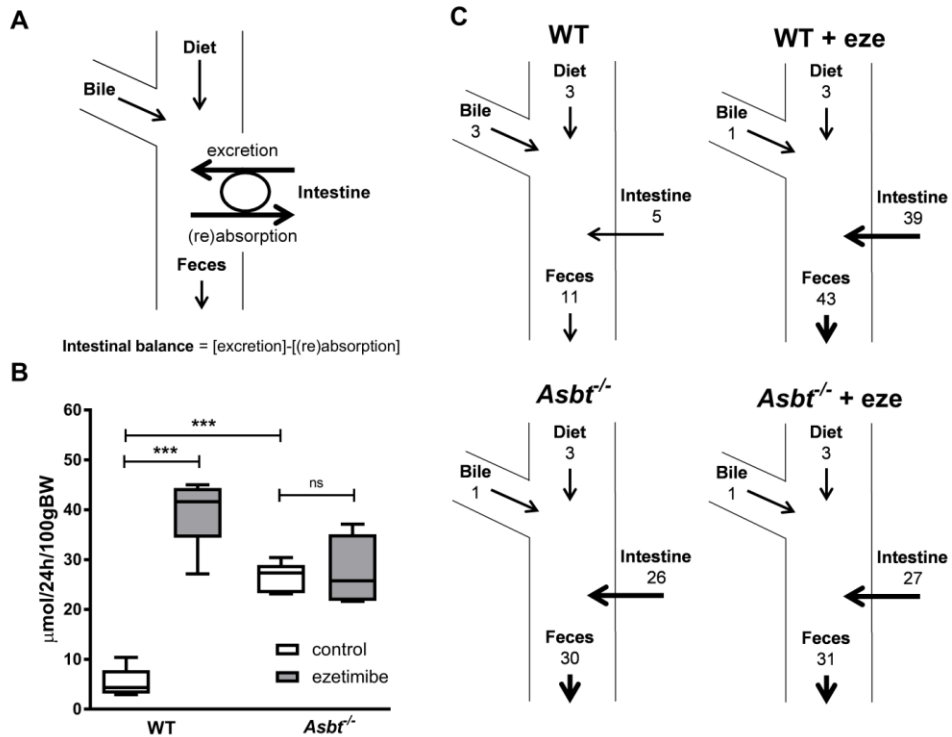 A
Diet
Bile
excretion
Intestine
(re)absorption
Feces
Intestinal balance = [excretion]-[(re)absorption]
B
60
50
40
30
20
10
0
μmol/24h/100gBW
***
***
ns
control
ezetimibe
WT
Asbt-/-
C
WT
Diet
3
Bile
3
Intestine
5
Feces
11
WT + eze
Diet
3
Bile
1
Intestine
39
Feces
43
Asbt-/-
Diet
3
Bile
1
Intestine
26
Feces
30
Asbt-/- + eze
Diet
3
Bile
1
Intestine
27
Feces
31